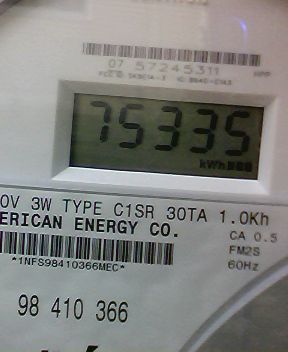 07 57245311 HPP
75335
kWh
0V 3W TYPE C1SR 30TA 1.0Kh
ERICAN ENERGY CO.
CA 0.5
FM2S
60Hz
*1NFS98410366MEC*
98 410 366